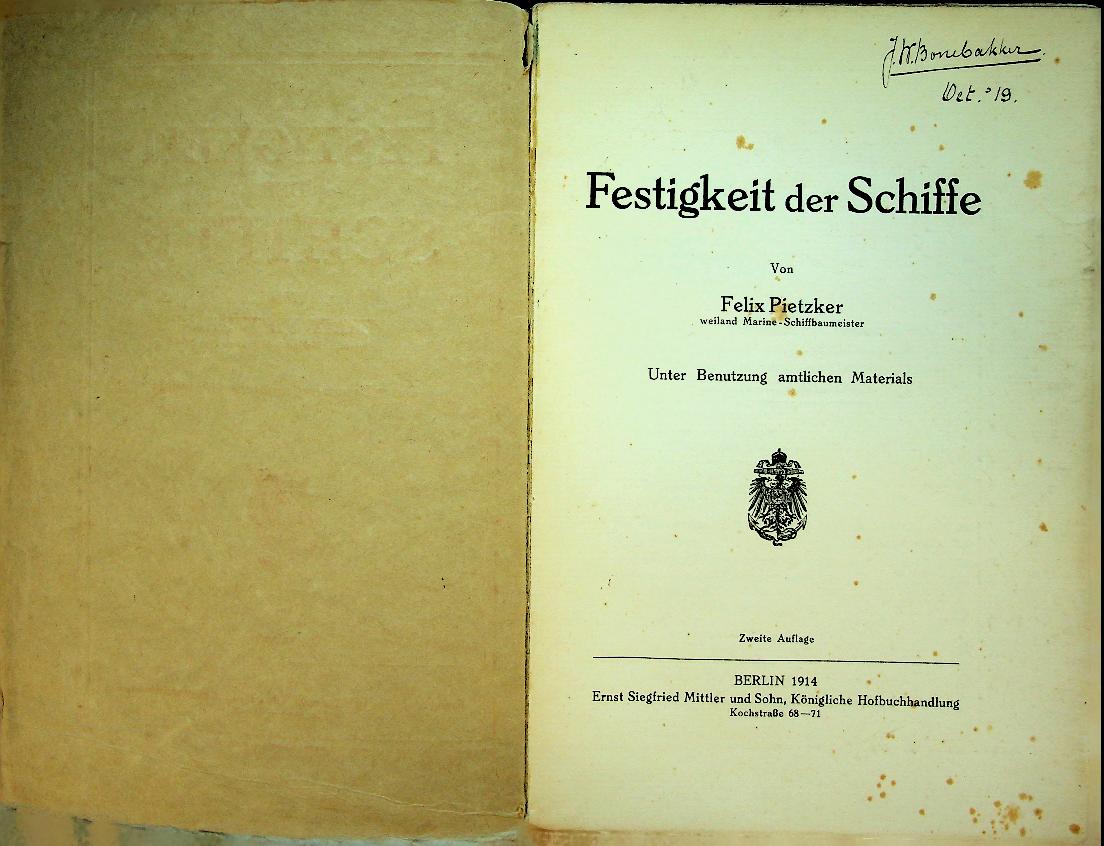 J.W. Bonebakker.
Oct. '19.
Festigkeit der Schiffe
Von
Felix Pietzker
weiland Marine-Schiffbaumeister
Unter Benutzung amtlichen Materials
Zweite Auflage
BERLIN 1914
Ernst Siegfried Mittler und Sohn, Königliche Hofbuchhandlung
Kochstraße 68—71